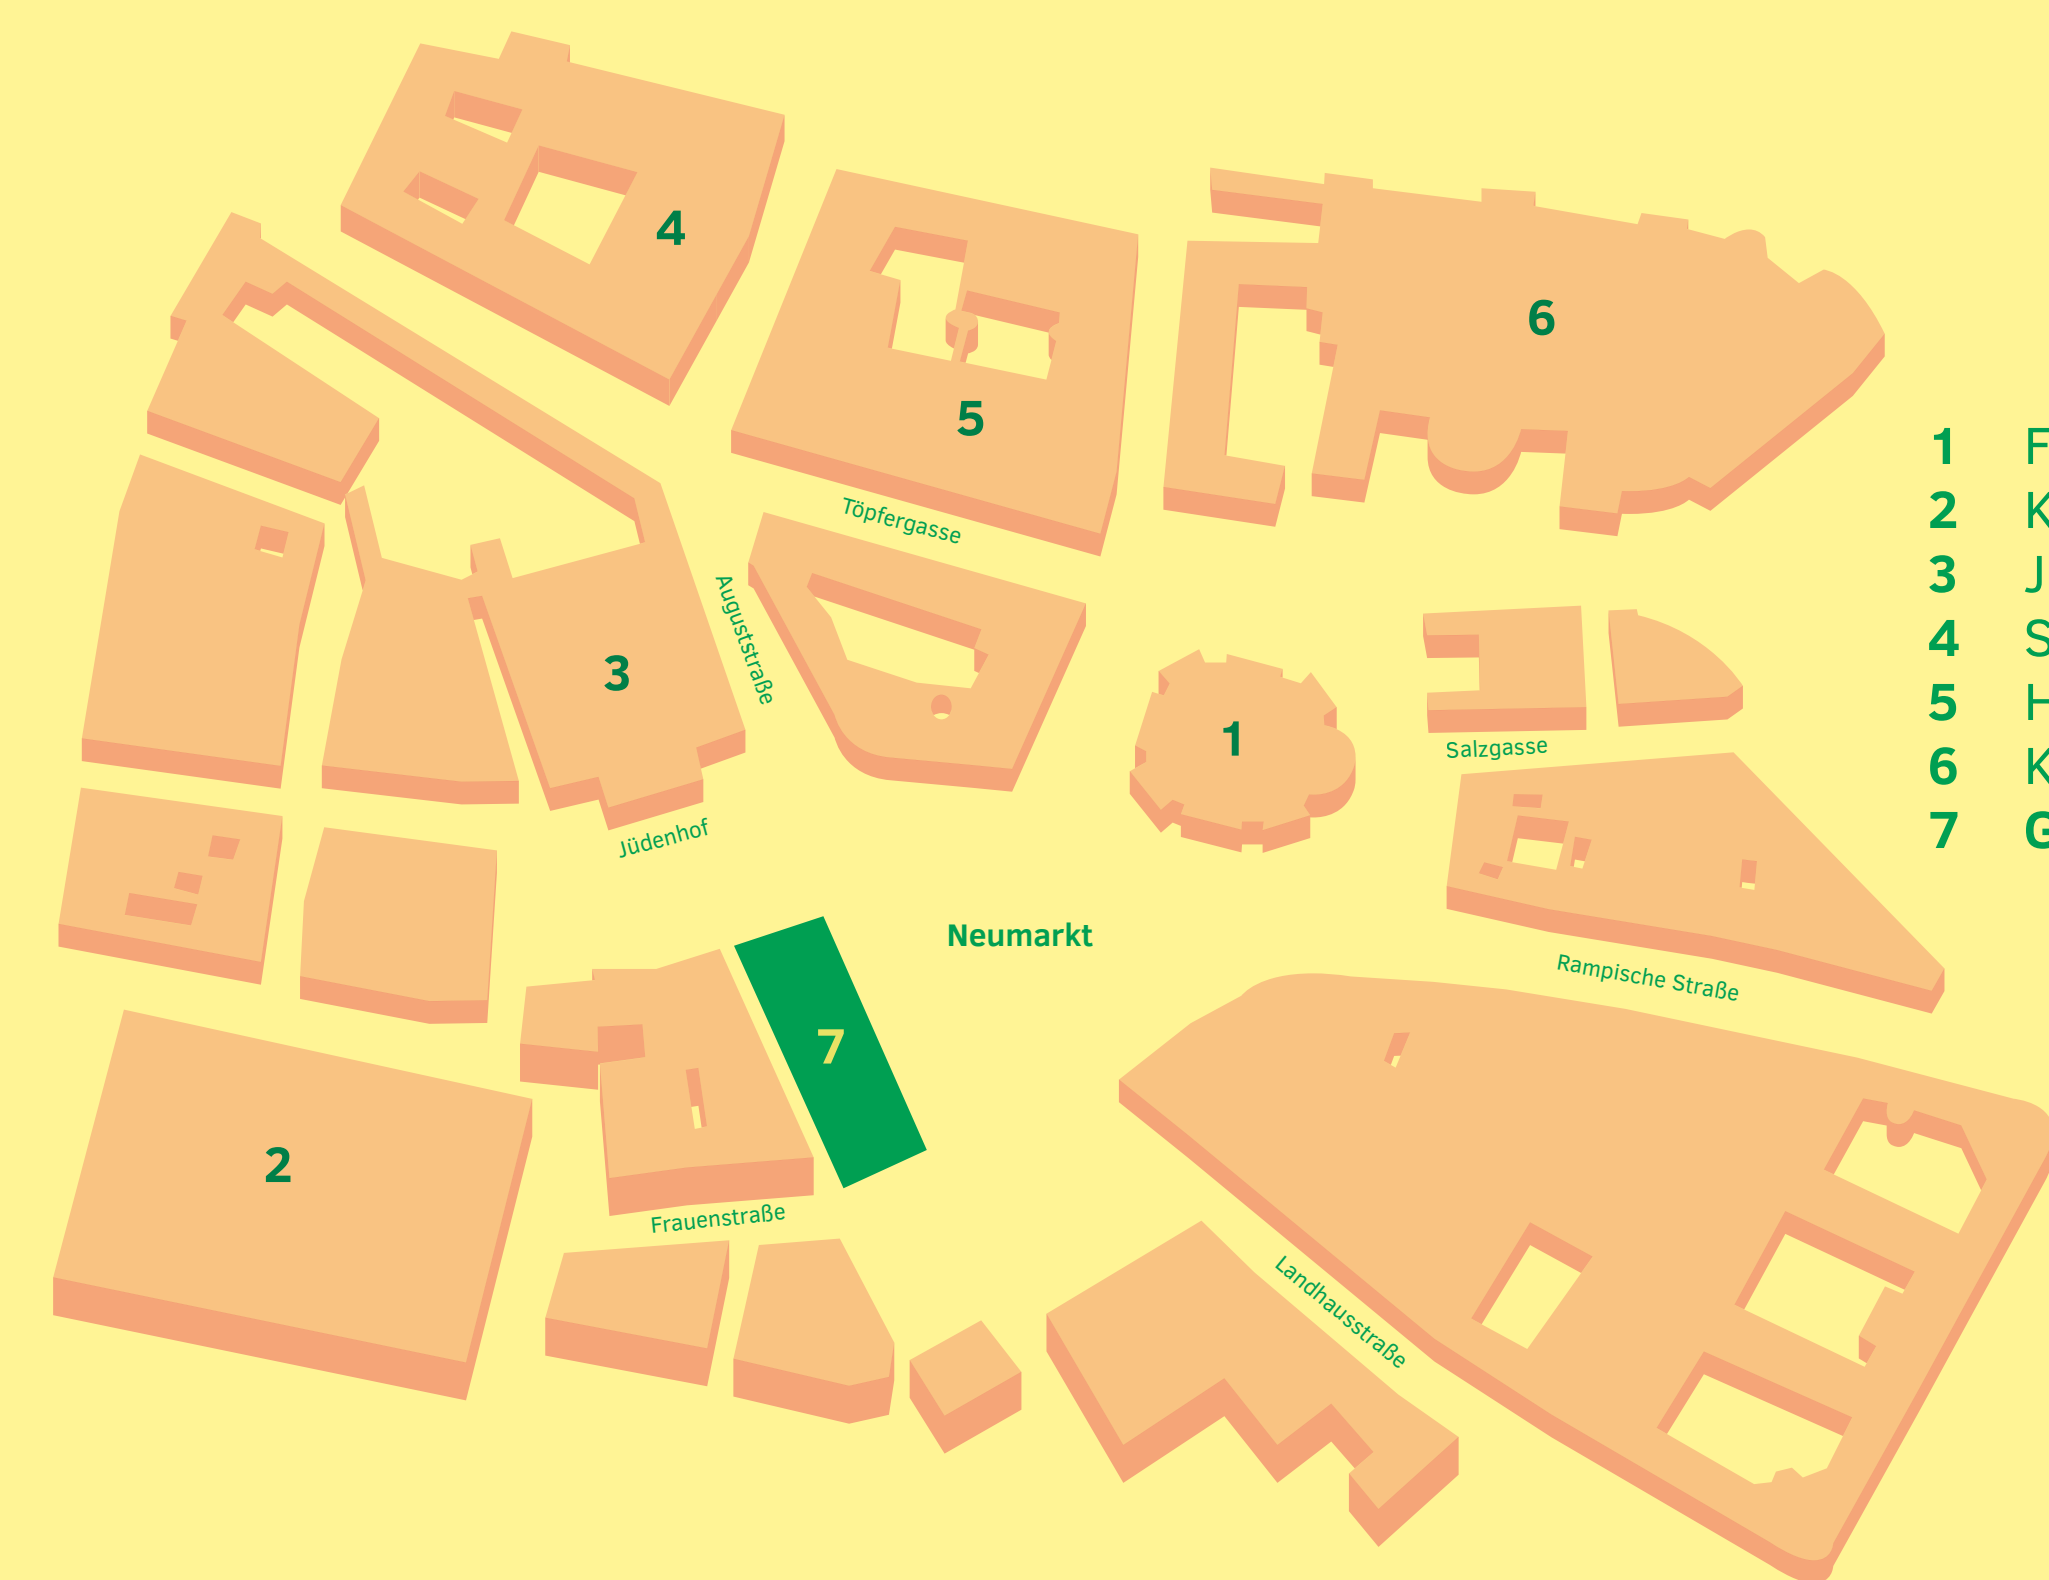 4
6
5
Töpfergasse
1 F
2 K
3 J
4 S
5 H
6 K
7 G
Auguststraße
3
1
Salzgasse
Jüdenhof
Neumarkt
Rampische Straße
7
2
Frauenstraße
Landhausstraße